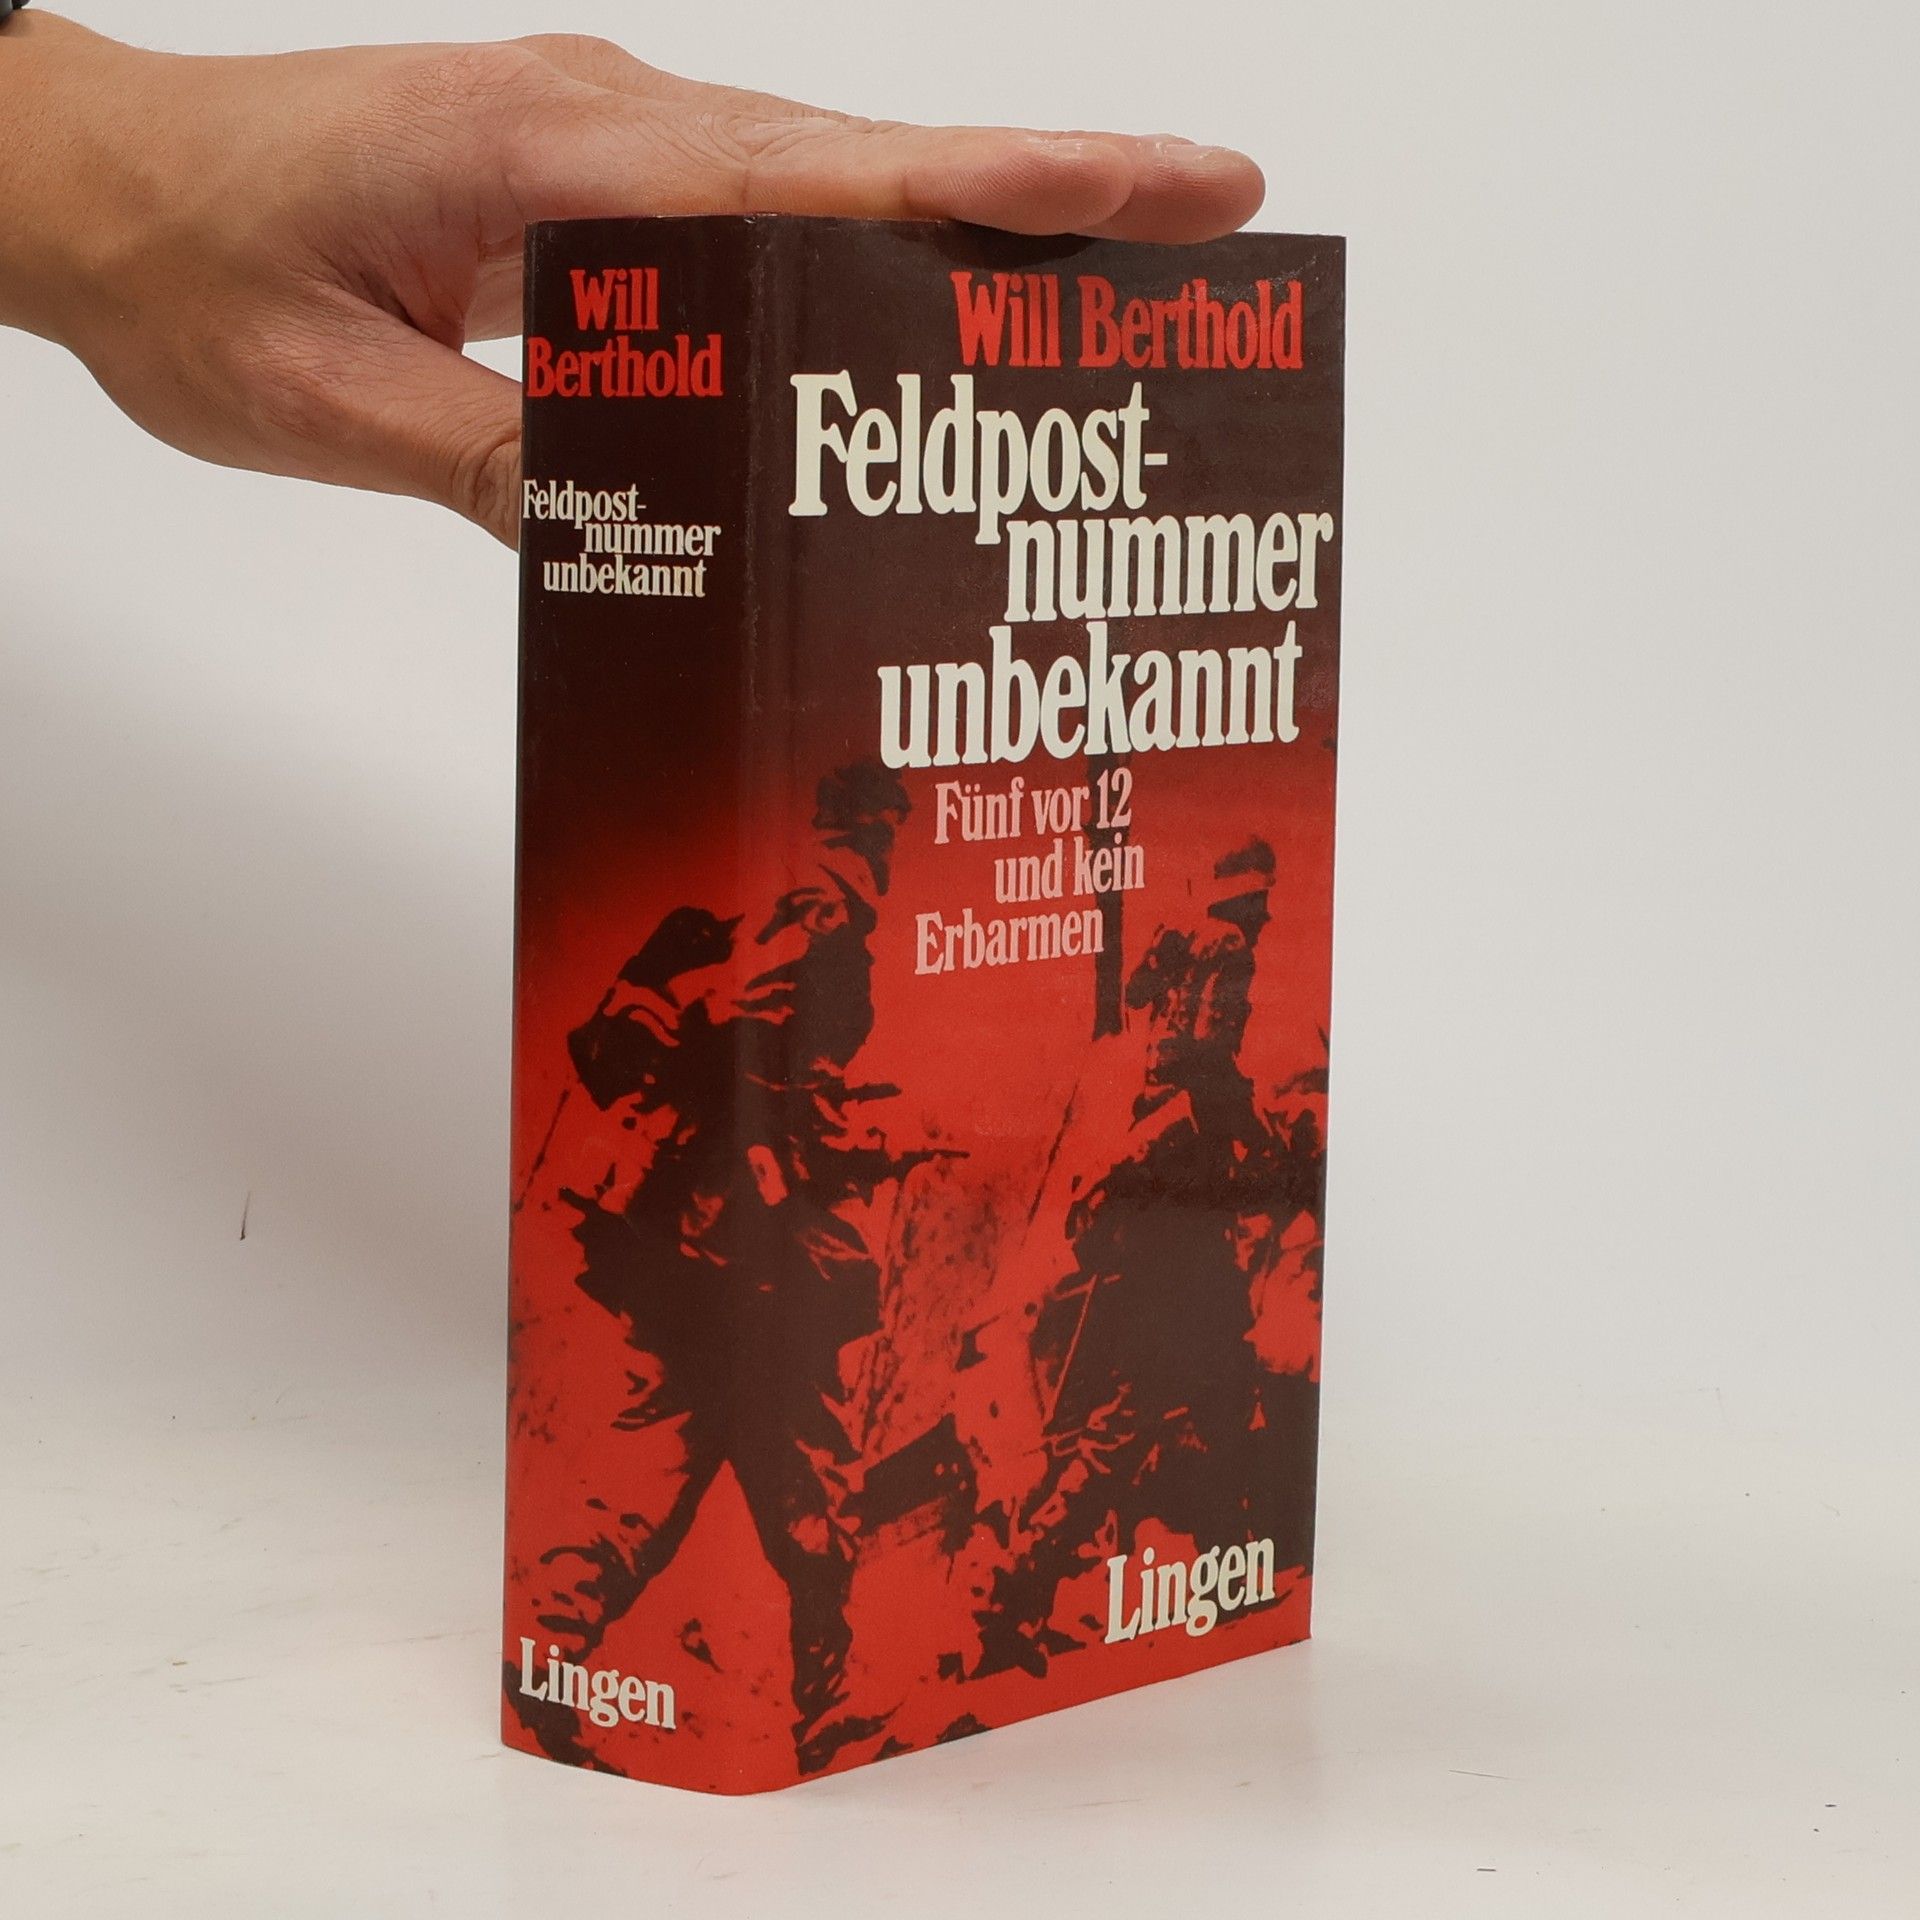 Will
Berthold
Feldpost-
nummer
unbekannt
Lingen
Will Berthold
Feldpost-
nummer
unbekannt
Fünf vor 12
und kein
Erbarmen
Lingen